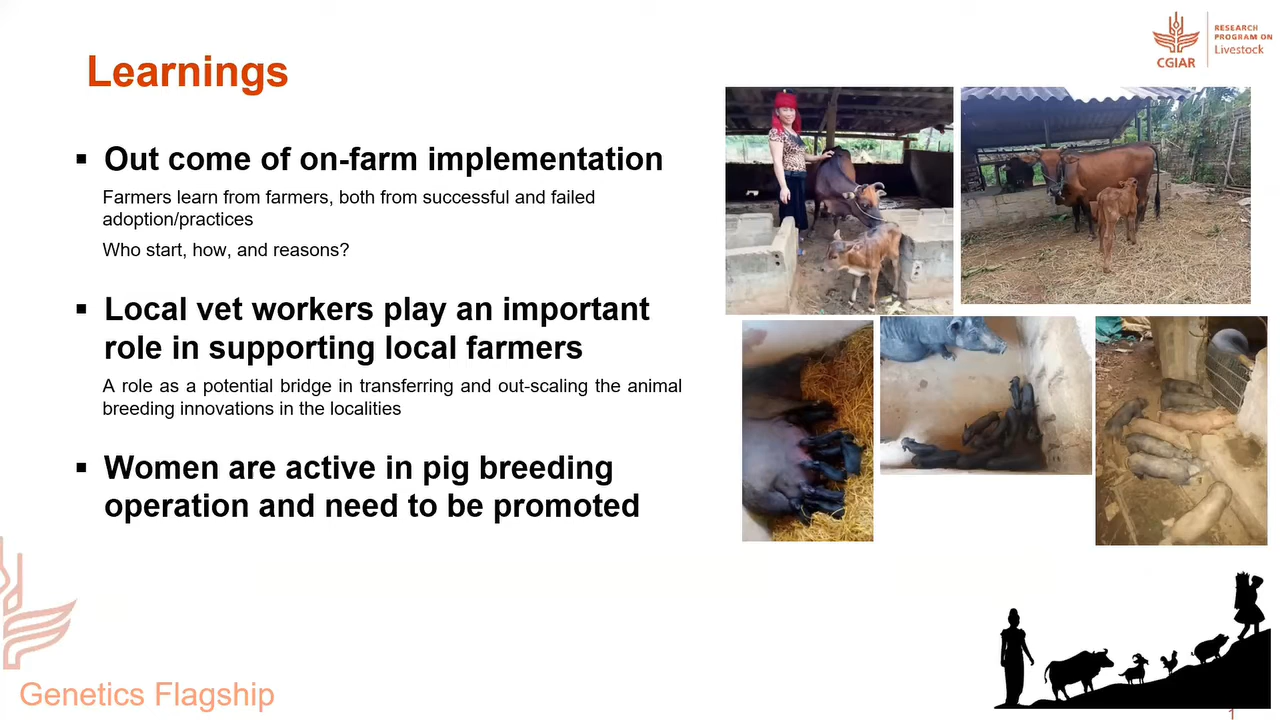 RESEARCH
PROGRAM ON
Livestock
CGIAR
Learnings
▪ Out come of on-farm implementation
Farmers learn from farmers, both from successful and failed
adoption/practices
Who start, how, and reasons?
▪ Local vet workers play an important
role in supporting local farmers
A role as a potential bridge in transferring and out-scaling the animal
breeding innovations in the localities
▪ Women are active in pig breeding
operation and need to be promoted
Genetics Flagship
1